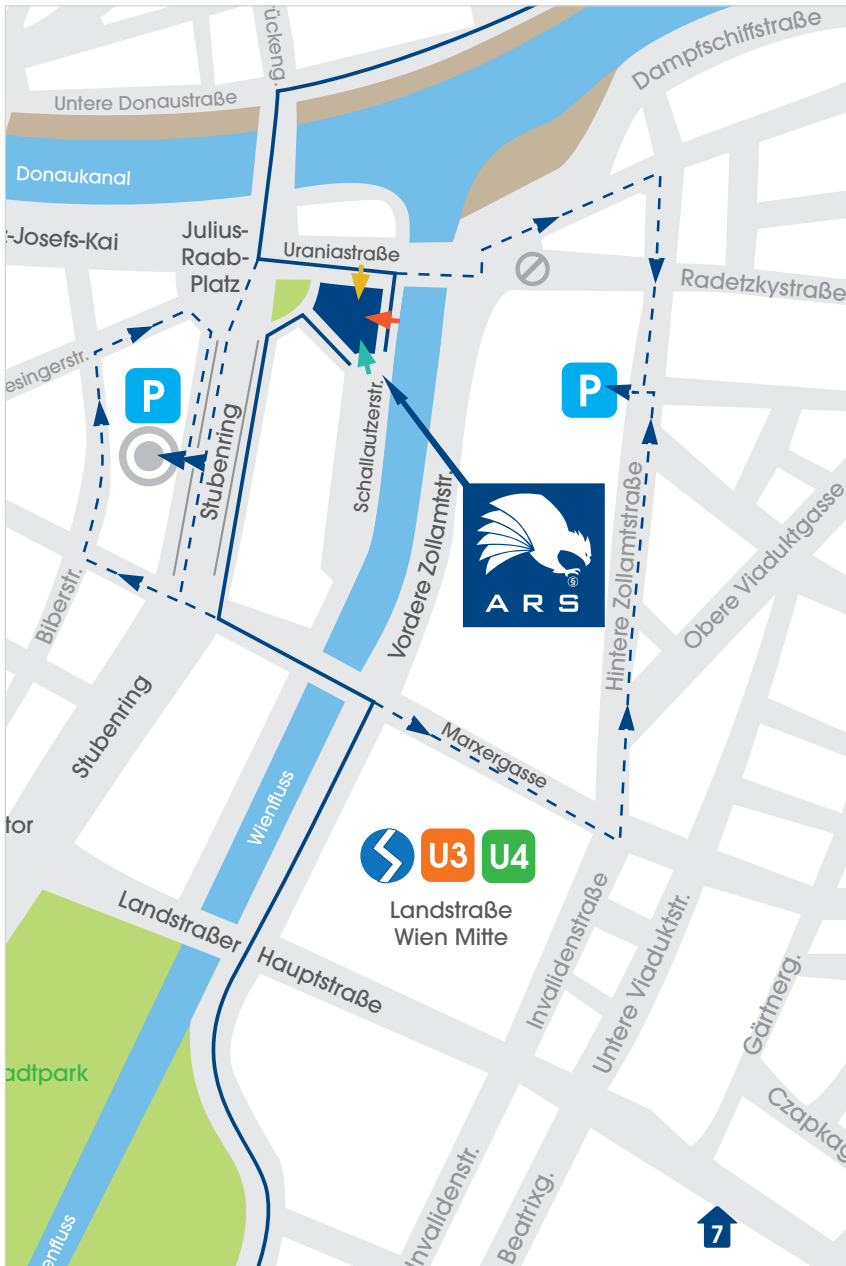 ückeng.
Dampfschiffstraße
Untere Donaustraße
Donaukanal
-Josefs-Kai
Julius-
Raab-
Platz
Uraniastraße
Radetzkystraße
esingerstr.
P
P
Stubenring
Schallautzerstr.
Vordere Zollamtstr.
Hintere Zollamtstraße
Obere Viaduktgasse
§
ARS
Biberstr.
Stubenring
Marxergasse
Wienfluss
tor
U3
U4
Landstraße
Wien Mitte
Landstraßer
Hauptstraße
Invalidenstraße
Untere Viaduktstr.
Gärtnerg.
adtpark
Czapkag
Invalidenstr.
Beatrixg.
enfluss
7